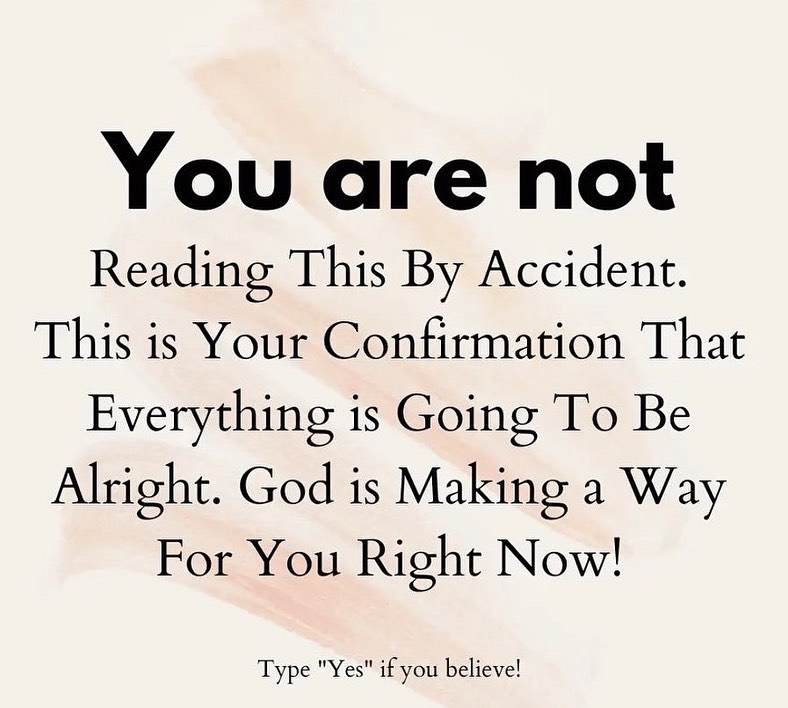 You are not
Reading This By Accident.
This is Your Confirmation That
Everything is Going To Be
Alright. God is Making a Way
For You Right Now!
Type "Yes" if you believe!